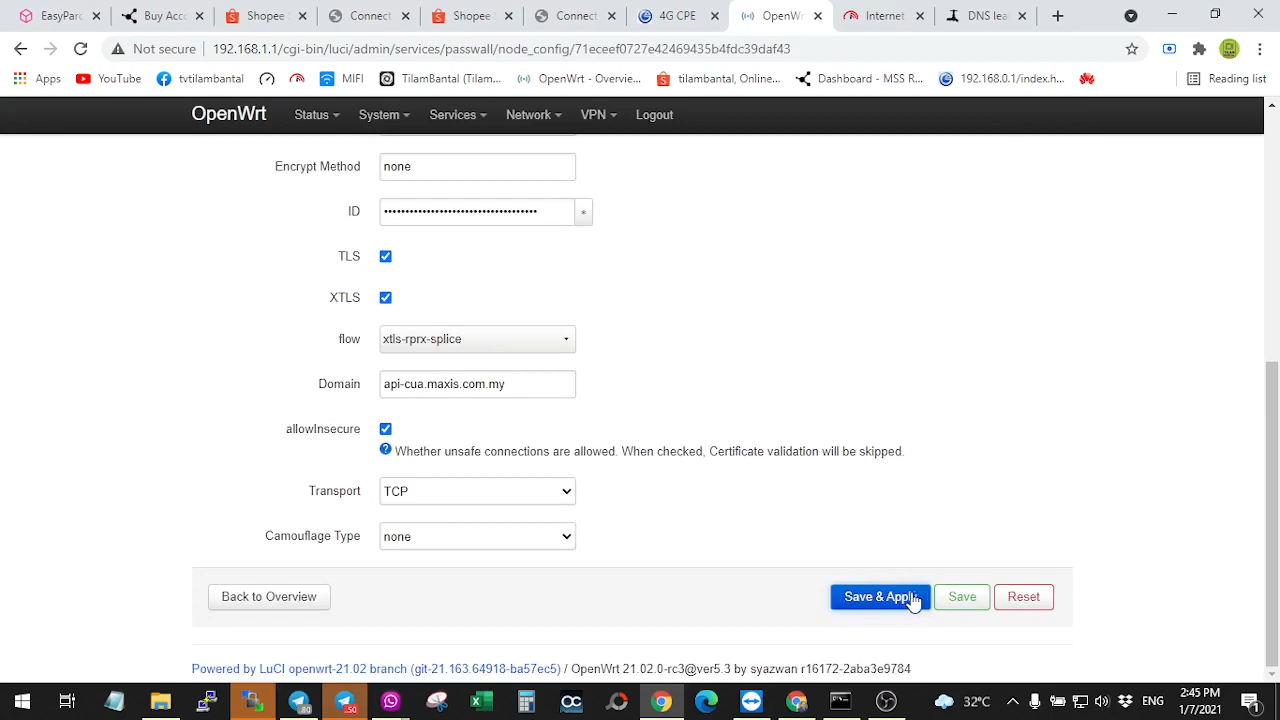 EasyParc
Buy Acc
Shopee
Connect
Shopee
Connect
4G CPE
OpenWrt
Internet
DNS lea
Not secure
192.168.1.1/cgi-bin/luci/admin/services/passwall/node_config/71eceef0727e42469435b4fdc39daf43
Apps
YouTube
tvtilambantal
MIFI
TilamBantal (Tilam...
OpenWrt - Overvie...
tilambantal, Online...
Dashboard - MSS R...
192.168.0.1/index.h...
Reading list
OpenWrt
Status
System
Services
Network
VPN
Logout
Encrypt Method
none
ID
••••••••••••••••••••••••••••••••••••
*
TLS
XTLS
flow
xtls-rprx-splice
Domain
api-cua.maxis.com.my
allowInsecure
? Whether unsafe connections are allowed. When checked, Certificate validation will be skipped.
Transport
TCP
Camouflage Type
none
Back to Overview
Save & Apply
Save
Reset
Powered by LuCI openwrt-21.02 branch (git-21.163.64918-ba57ec5) / OpenWrt 21.02.0-rc3@ver5.3 by syazwan r16172-2aba3e9784
50
32°C
ENG
2:45 PM
1/7/2021
1